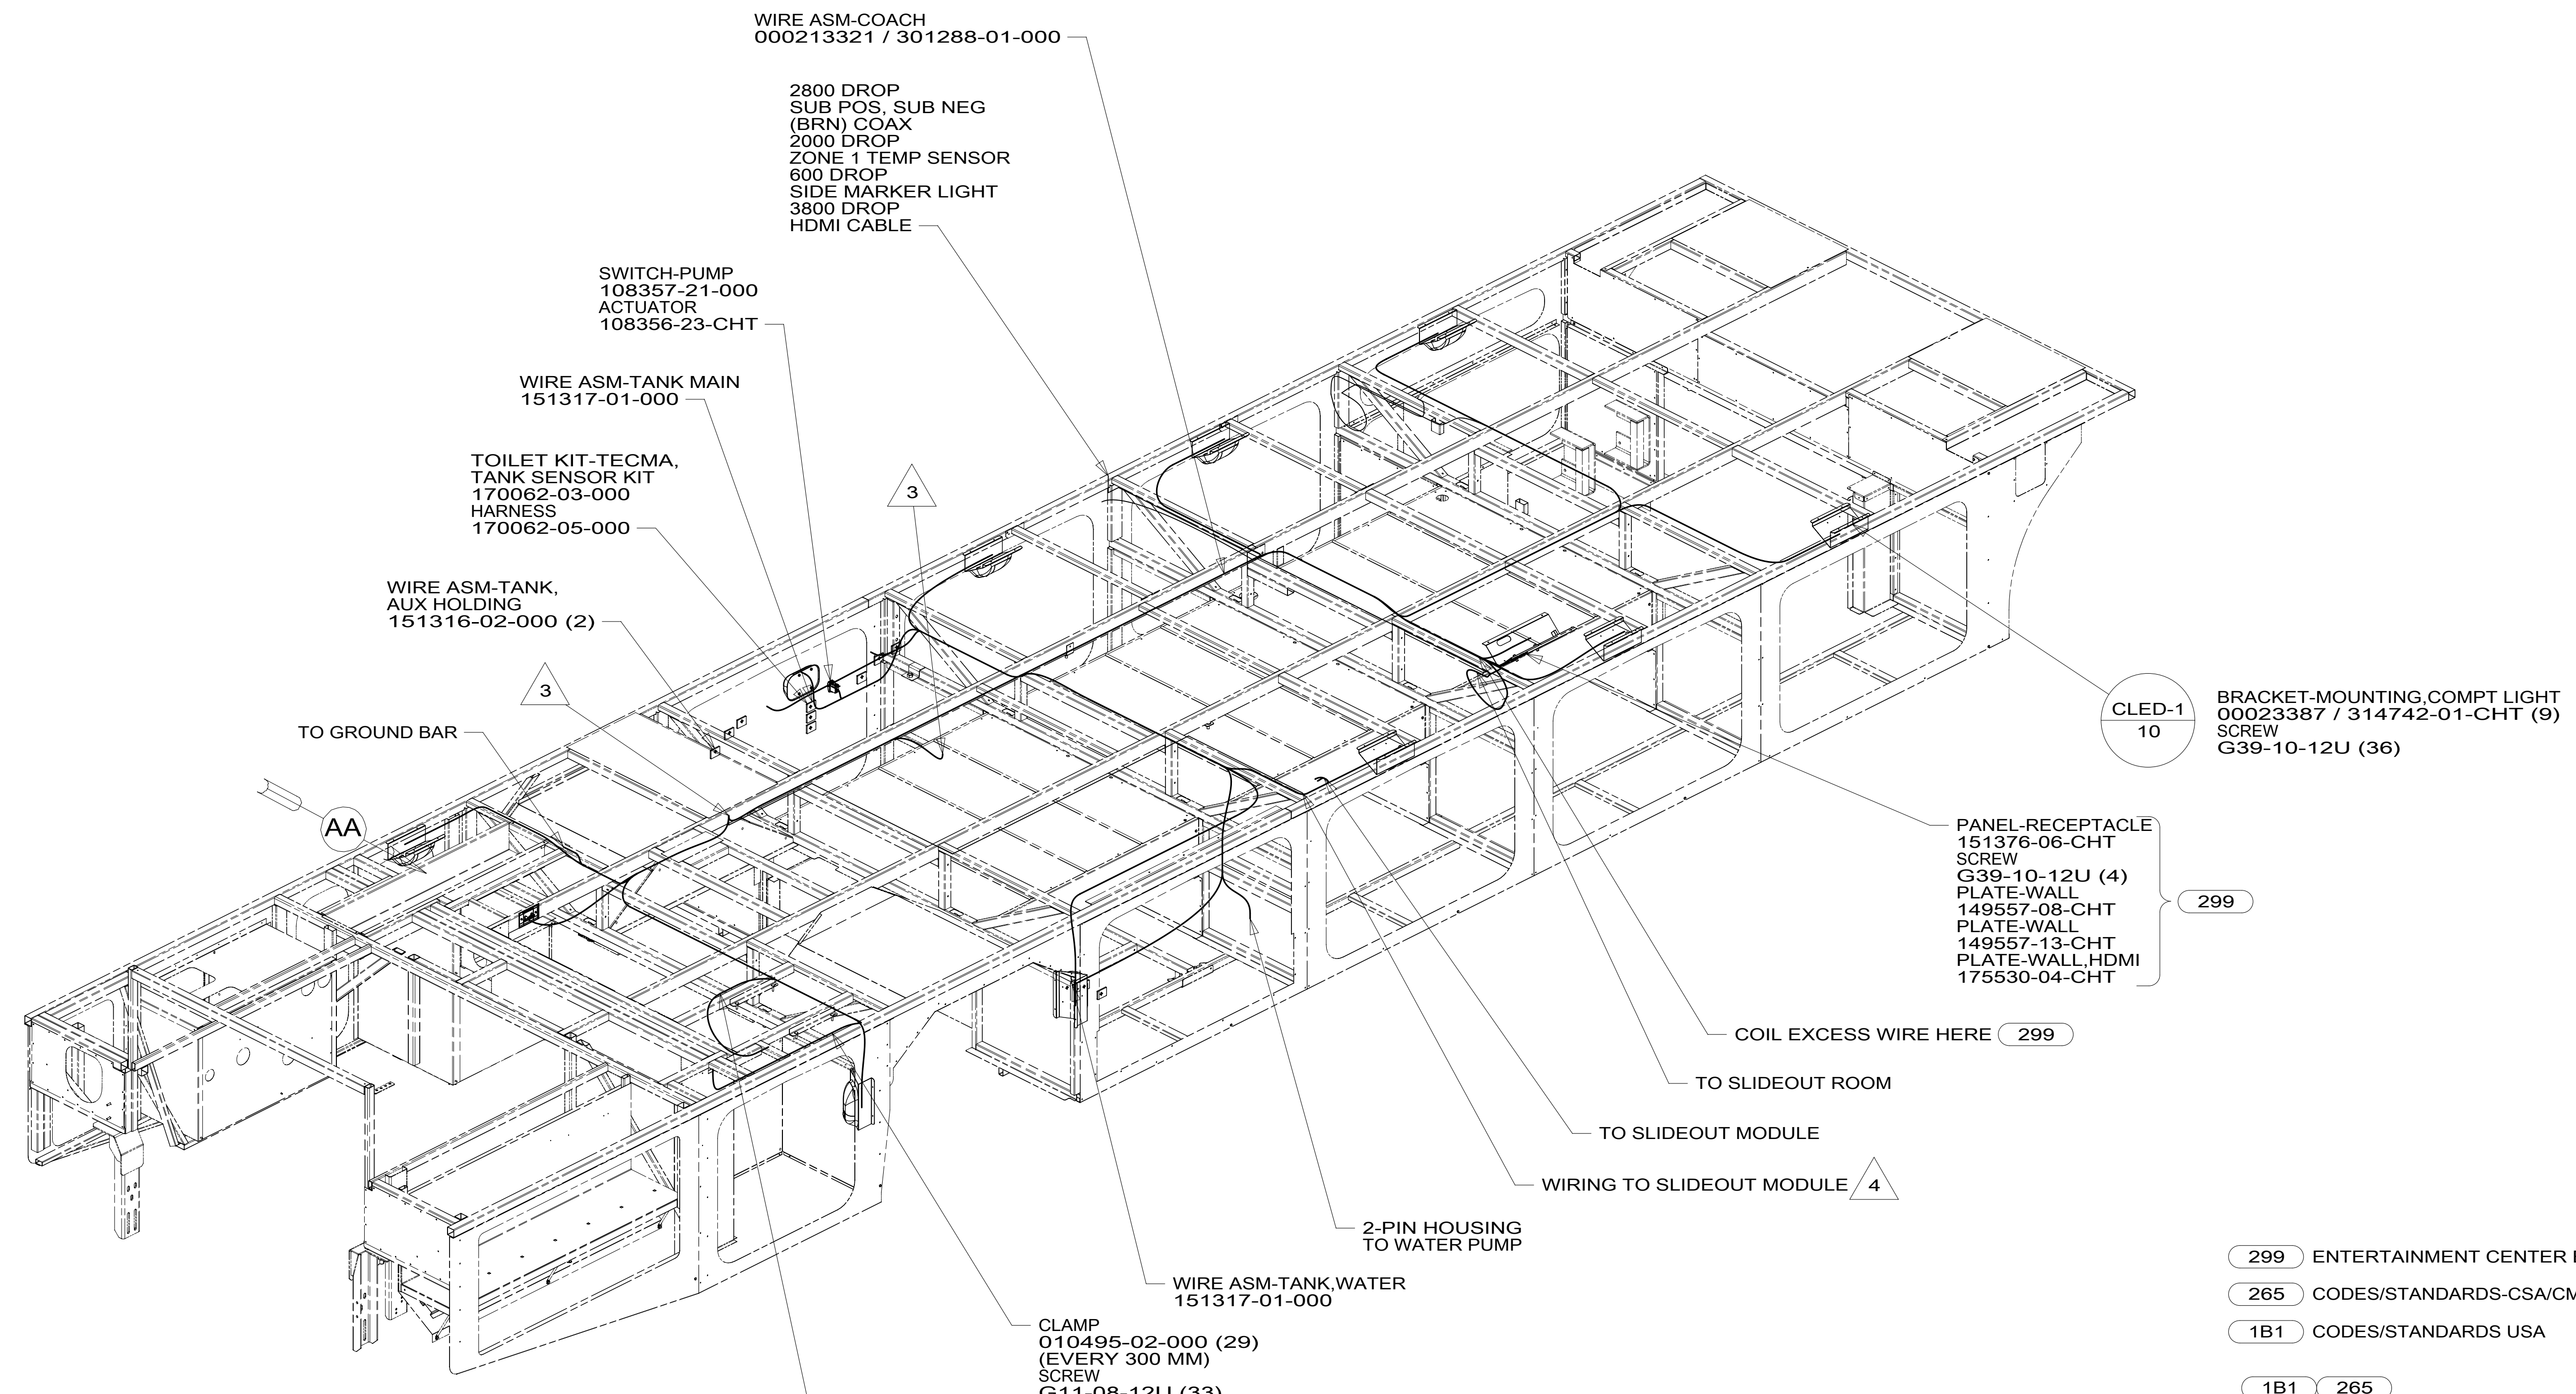 WIRE ASM-COACH
000213321 / 301288-01-000
2800 DROP
SUB POS, SUB NEG
(BRN) COAX
2000 DROP
ZONE 1 TEMP SENSOR
600 DROP
SIDE MARKER LIGHT
3800 DROP
HDMI CABLE
SWITCH-PUMP
108357-21-000
ACTUATOR
108356-23-CHT
WIRE ASM-TANK MAIN
151317-01-000
TOILET KIT-TECMA,
TANK SENSOR KIT
170062-03-000
HARNESS
170062-05-000
3
WIRE ASM-TANK,
AUX HOLDING
151316-02-000 (2)
3
TO GROUND BAR
AA
CLED-1
10
BRACKET-MOUNTING,COMPT LIGHT
00023387 / 314742-01-CHT (9)
SCREW
G39-10-12U (36)
PANEL-RECEPTACLE
151376-06-CHT
SCREW
G39-10-12U (4)
PLATE-WALL
149557-08-CHT
PLATE-WALL
149557-13-CHT
PLATE-WALL,HDMI
175530-04-CHT
299
COIL EXCESS WIRE HERE 299
TO SLIDEOUT ROOM
TO SLIDEOUT MODULE
WIRING TO SLIDEOUT MODULE 4
2-PIN HOUSING
TO WATER PUMP
WIRE ASM-TANK,WATER
151317-01-000
CLAMP
010495-02-000 (29)
(EVERY 300 MM)
SCREW
G11-08-12U (33)
299 ENTERTAINMENT CENTER
265 CODES/STANDARDS-CSA/CM
1B1 CODES/STANDARDS USA
1B1 265